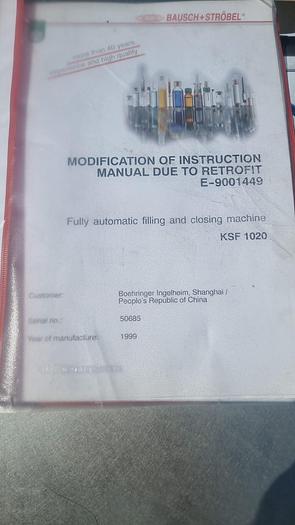 BAUSCH+STRÖBEL
more than 40 years
experience and high quality
MODIFICATION OF INSTRUCTION
MANUAL DUE TO RETROFIT
E-9001449
Fully automatic filling and closing machine
KSF 1020
Customer: Boehringer Ingelheim, Shanghai /
People's Republic of China
Serial no.: 50685
Year of manufacture: 1999